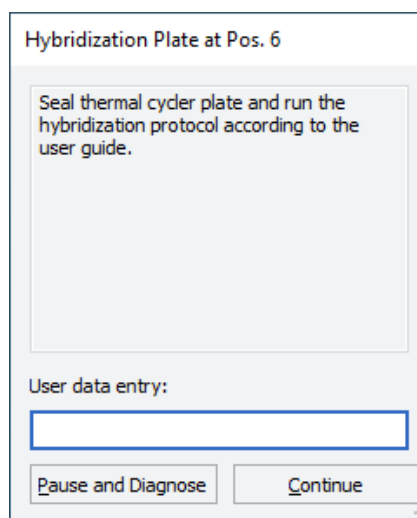 Hybridization Plate at Pos. 6
Seal thermal cycler plate and run the
hybridization protocol according to the
user guide.
User data entry:
Pause and Diagnose
Continue